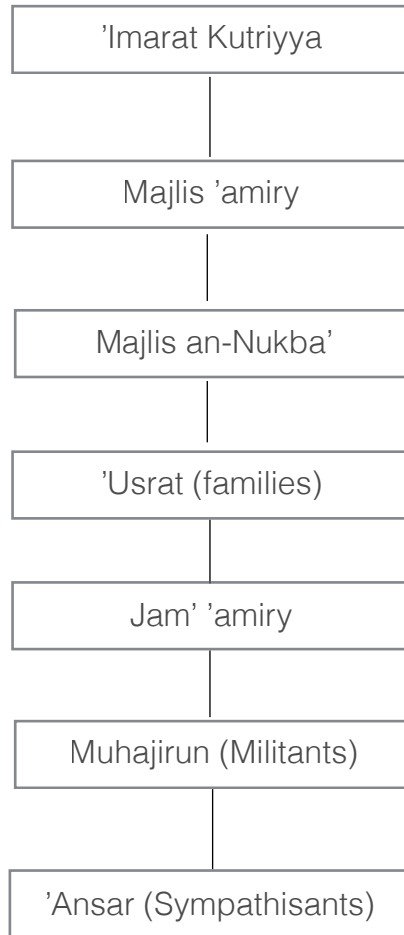 ’Imarat Kutriyya
Majlis ’amiry
Majlis an-Nukba’
’Usrat (families)
Jam’ ’amiry
Muhajirun (Militants)
’Ansar (Sympathisants)